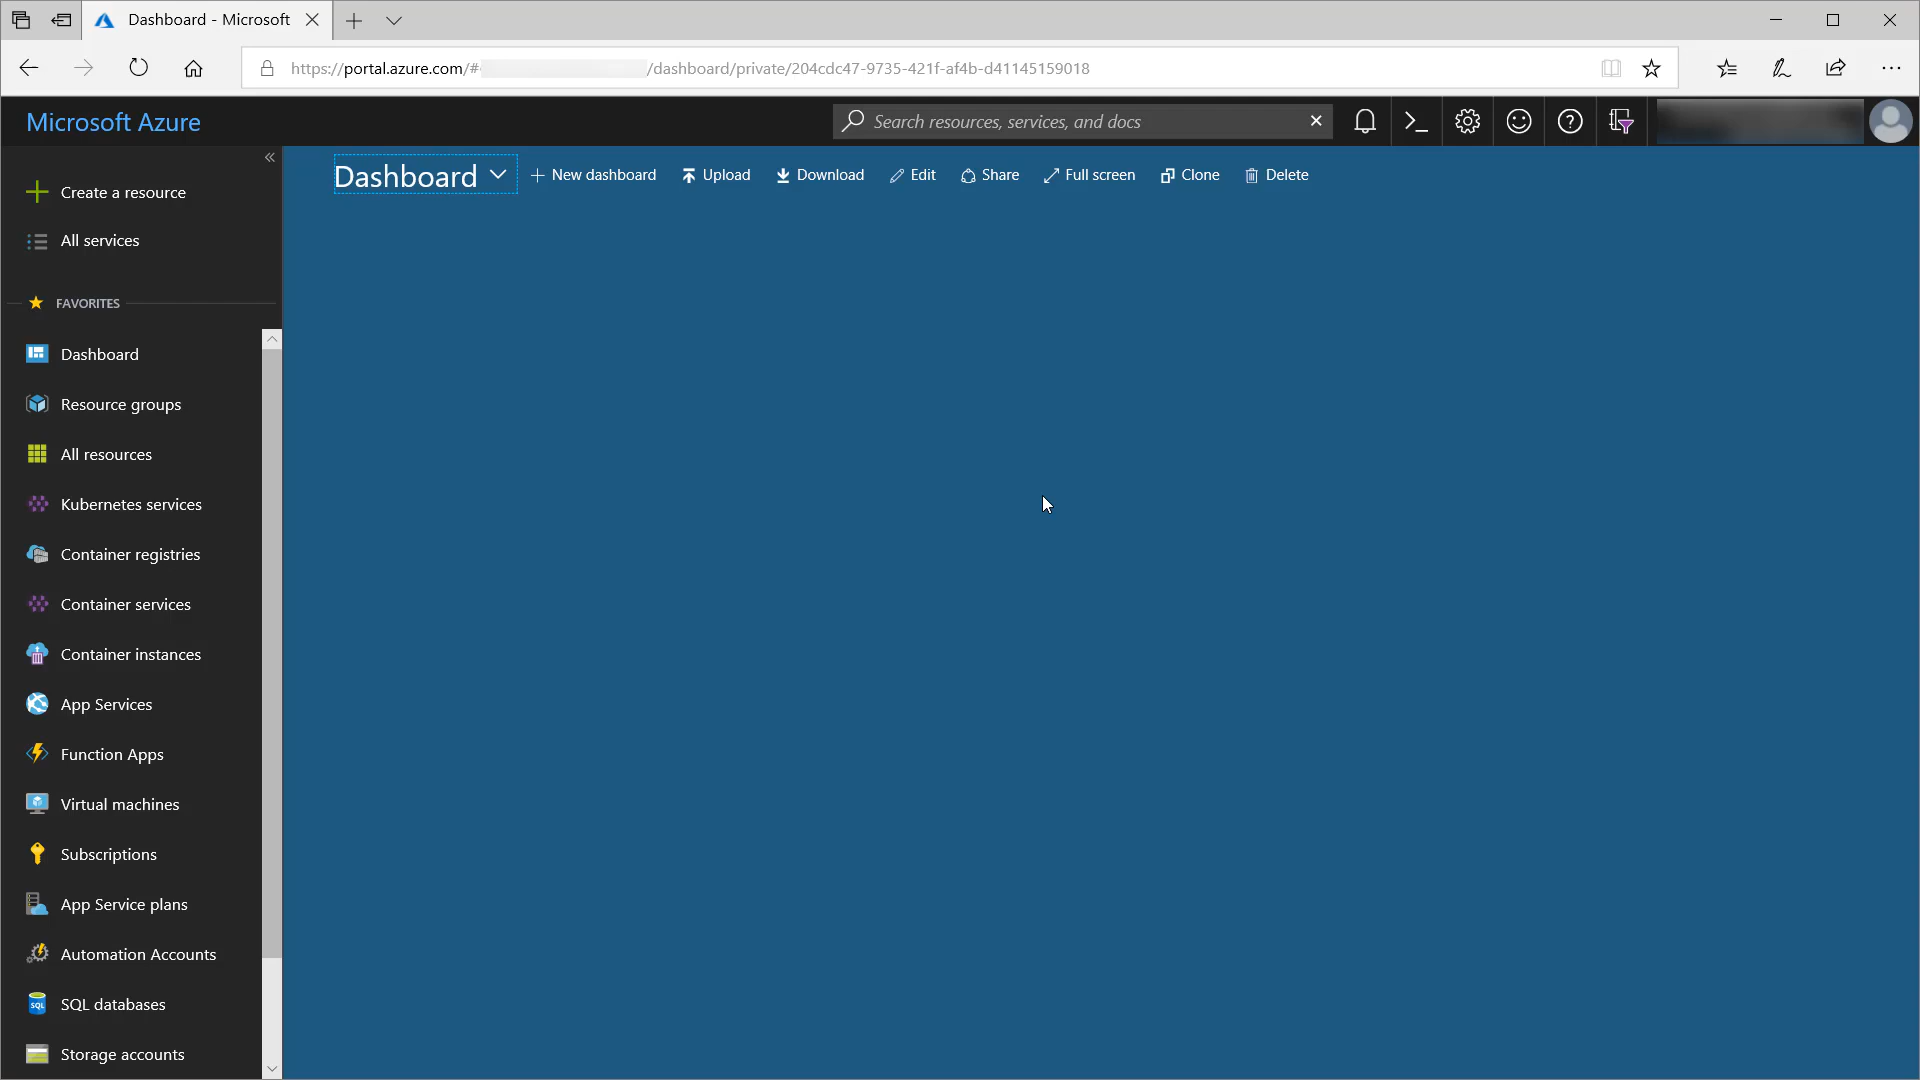 Dashboard - Microsoft
https://portal.azure.com/#
/dashboard/private/204cdc47-9735-421f-af4b-d41145159018
Microsoft Azure
Search resources, services, and docs
Dashboard
New dashboard
Upload
Download
Edit
Share
Full screen
Clone
Delete
Create a resource
All services
FAVORITES
Dashboard
Resource groups
All resources
Kubernetes services
Container registries
Container services
Container instances
App Services
Function Apps
Virtual machines
Subscriptions
App Service plans
Automation Accounts
SQL databases
Storage accounts